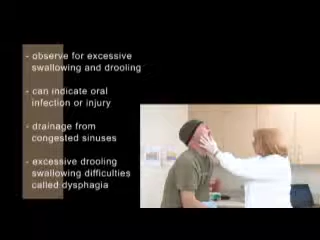 - observe for excessive
swallowing and drooling
- can indicate oral
infection or injury
- drainage from
congested sinuses
- excessive drooling
swallowing difficulties
called dysphagia